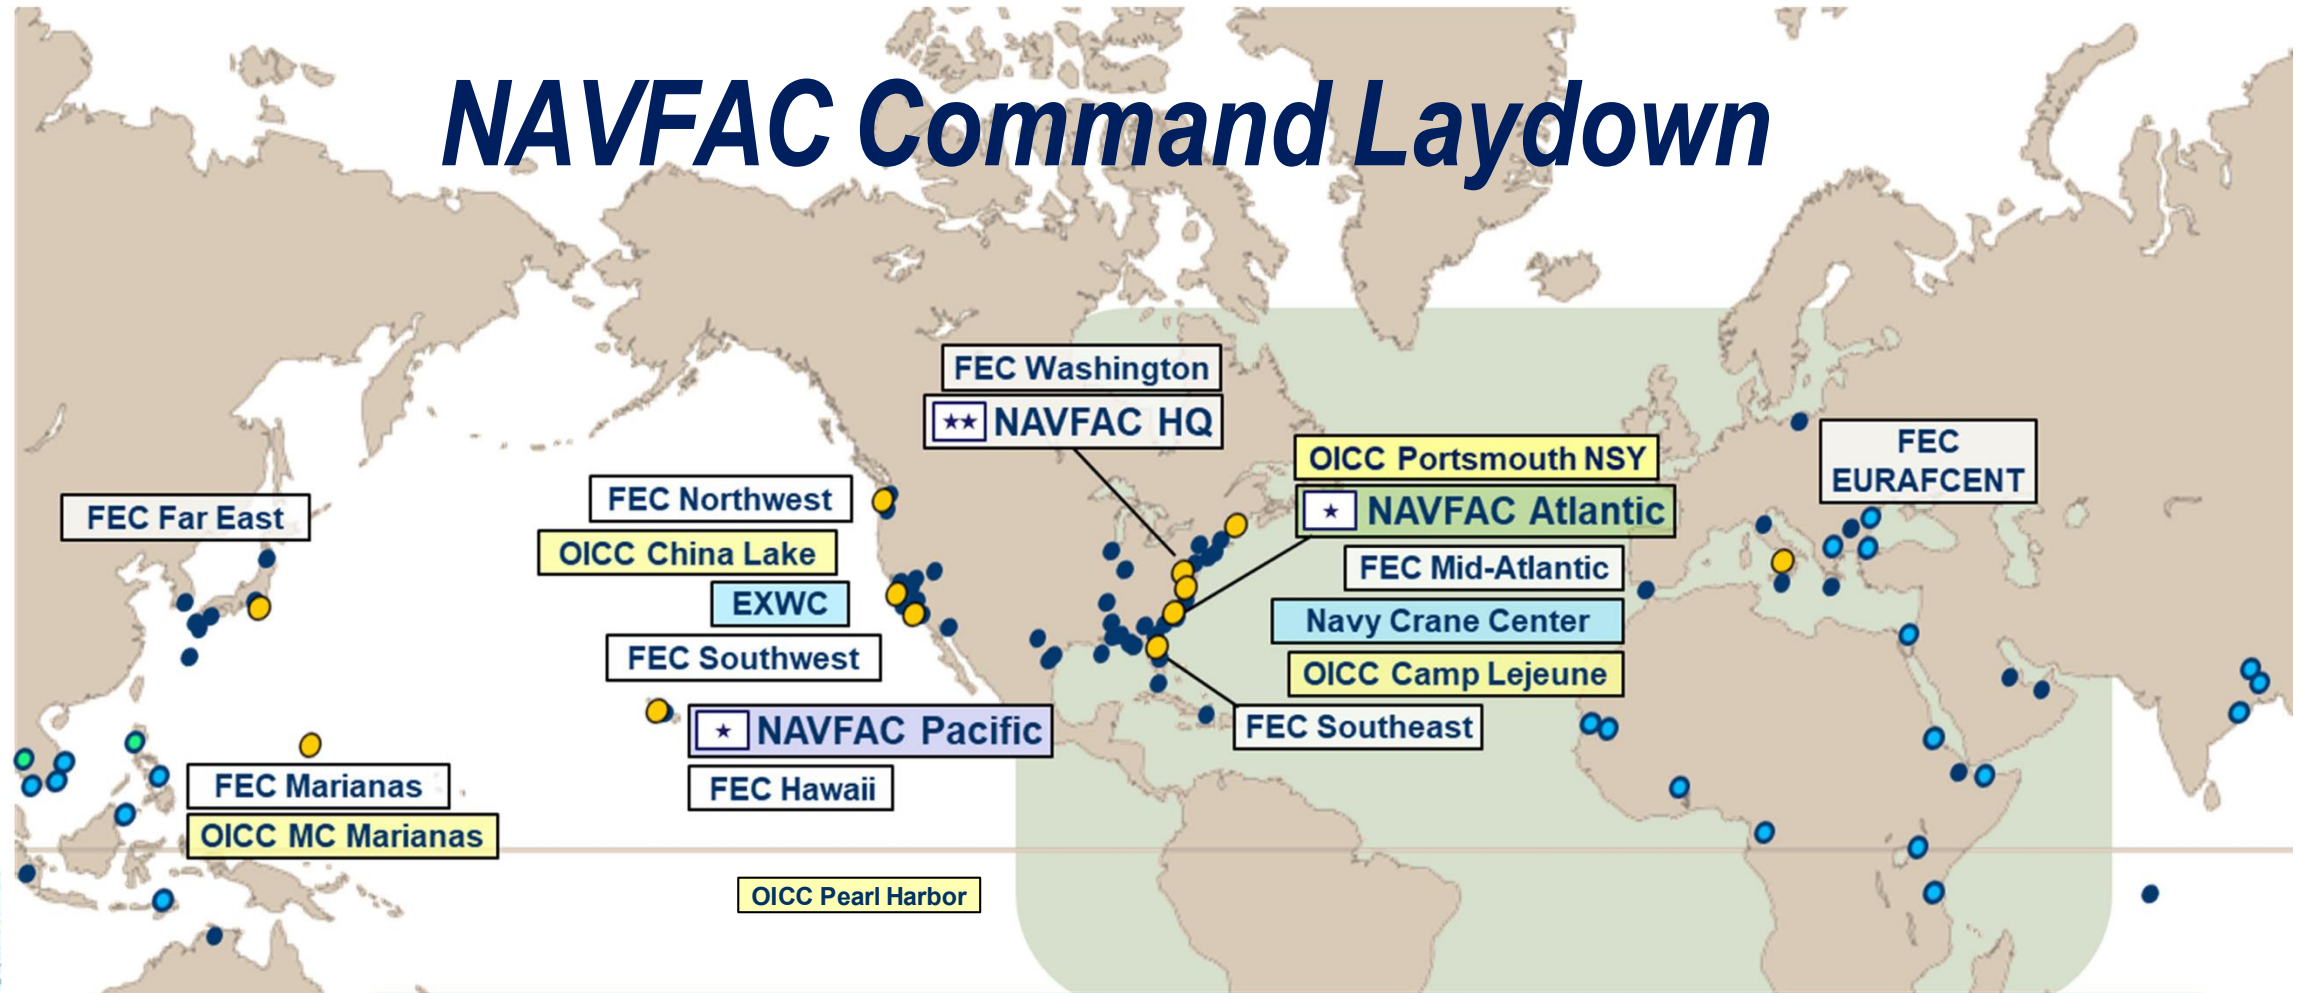 NAVFAC Command Laydown
FEC Washington
NAVFAC HQ
OICC Portsmouth NSY
NAVFAC Atlantic
FEC Mid-Atlantic
Navy Crane Center
OICC Camp Lejeune
FEC Southeast
FEC
EURAFCENT
FEC Far East
FEC Northwest
OICC China Lake
EXWC
FEC Southwest
NAVFAC Pacific
FEC Hawaii
FEC Marianas
OICC MC Marianas
OICC Pearl Harbor